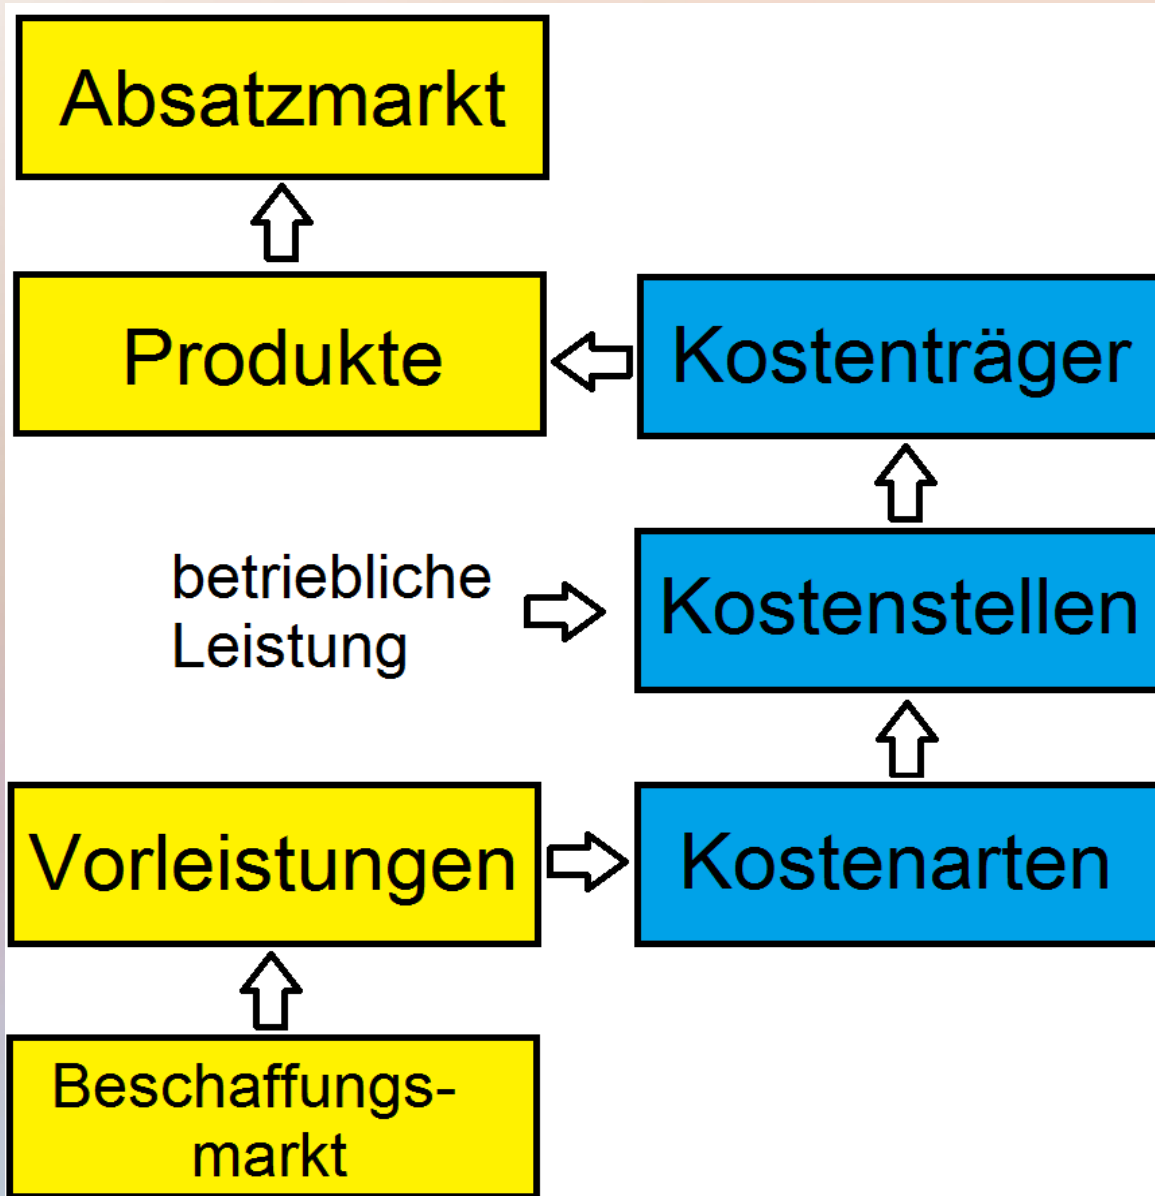 Absatzmarkt
Produkte
Kostenträger
betriebliche
Leistung
Kostenstellen
Vorleistungen
Kostenarten
Beschaffungs-
markt